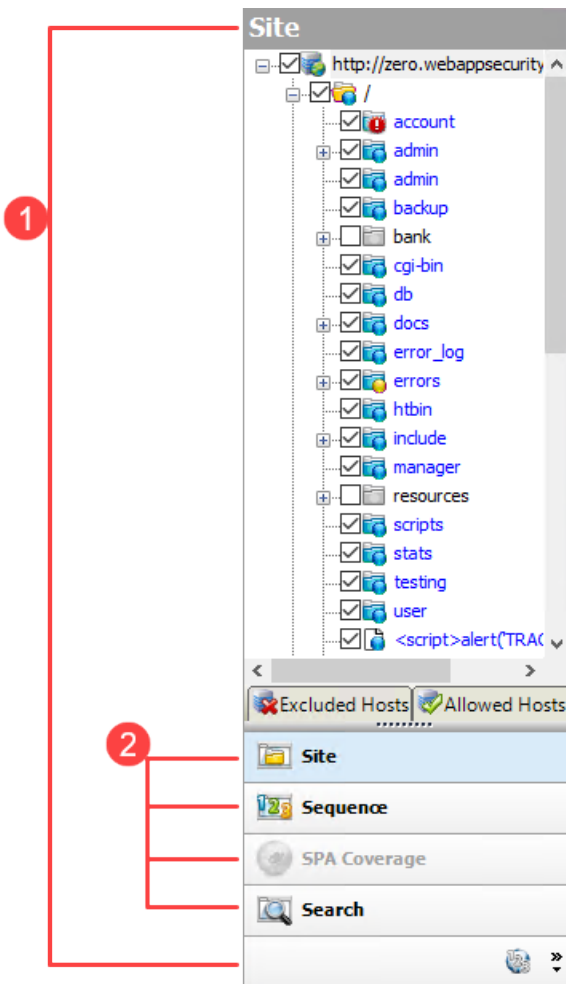 Site
http://zero.webappsecurity
/
account
admin
admin
backup
bank
cgi-bin
db
docs
error_log
errors
htbin
include
manager
resources
scripts
stats
testing
user
<script>alert('TRAC
Excluded Hosts Allowed Hosts
1
2
Site
Sequence
SPA Coverage
Search